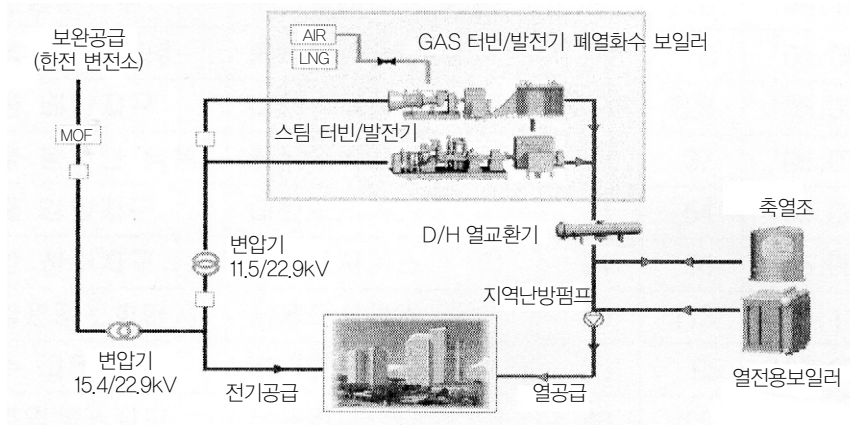 보완공급
(한전 변전소)
MOF
AIR
LNG
GAS 터빈/발전기 폐열화수 보일러
스팀 터빈/발전기
변압기
11.5/22.9kV
D/H 열교환기
축열조
지역난방펌프
열전용보일러
변압기
15.4/22.9kV
전기공급
열공급